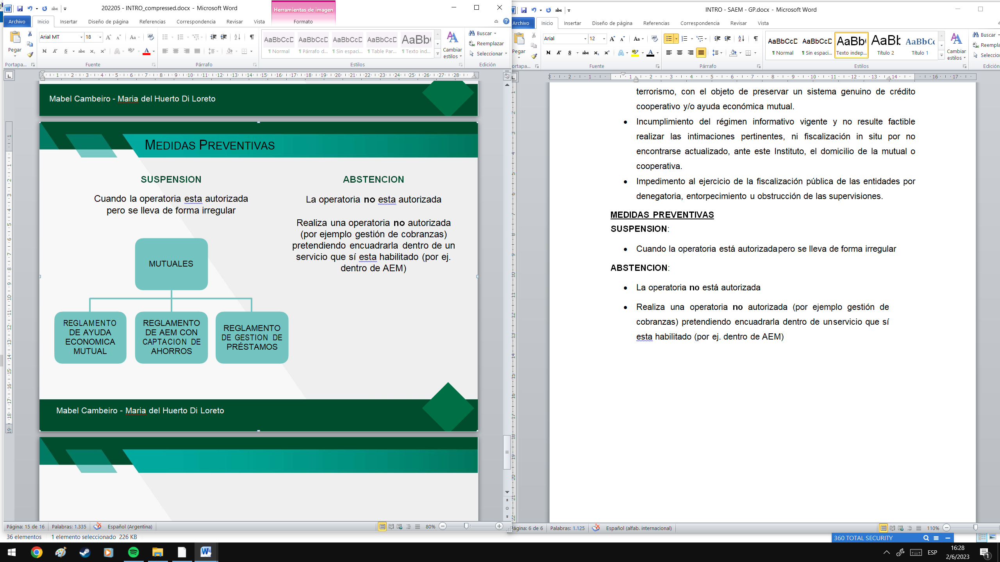 202205 - INTRO_compressed.docx - Microsoft Word
Herramientas de imagen
Archivo
Inicio
Insertar
Diseño de página
Referencias
Correspondencia
Revisar
Vista
Formato
Pegar
Portapa...
Arial MT
18
Fuente
Párrafo
AaBbCcD AaBbCcD AaBbCcD AaBbCcD AaBb
¶ Normal
¶ Párrafo d...
¶ Sin espaci...
¶ Table Par...
¶ Texto ind...
Cambiar estilos
Estilos
Buscar
Reemplazar
Seleccionar
Edición
Mabel Cambeiro - Maria del Huerto Di Loreto
MEDIDAS PREVENTIVAS
SUSPENSION
Cuando la operatoria esta autorizada
pero se lleva de forma irregular
MUTUALES
REGLAMENTO
DE AYUDA
ECONOMICA
MUTUAL
REGLAMENTO
DE AEM CON
CAPTACION DE
AHORROS
REGLAMENTO
DE GESTION DE
PRÉSTAMOS
ABSTENCION
La operatoria no esta autorizada
Realiza una operatoria no autorizada
(por ejemplo gestión de cobranzas)
pretendiendo encuadrarla dentro de un
servicio que sí esta habilitado (por ej.
dentro de AEM)
Mabel Cambeiro - Maria del Huerto Di Loreto
Página: 15 de 16
Palabras: 1.335
Español (Argentina)
80%
36 elementos
1 elemento seleccionado 226 KB
INTRO - SAEM - GP.docx - Microsoft Word
Archivo
Inicio
Insertar
Diseño de página
Referencias
Correspondencia
Revisar
Vista
Pegar
Arial
12
Fuente
Párrafo
AaBbCcD AaBbCcD AaBb AaBb AaBbCc
¶ Normal
¶ Sin espaci...
Texto indep...
Título 2
Título 1
Cambiar estilos
Estilos
Buscar
Edición
terrorismo, con el objeto de preservar un sistema genuino de crédito
cooperativo y/o ayuda económica mutual.
• Incumplimiento del régimen informativo vigente y no resulte factible
realizar las intimaciones pertinentes, ni fiscalización in situ por no
encontrarse actualizado, ante este Instituto, el domicilio de la mutual o
cooperativa.
• Impedimento al ejercicio de la fiscalización pública de las entidades por
denegatoria, entorpecimiento u obstrucción de las supervisiones.
MEDIDAS PREVENTIVAS
SUSPENSION:
• Cuando la operatoria está autorizadapero se lleva de forma irregular
ABSTENCION:
• La operatoria no está autorizada
• Realiza una operatoria no autorizada (por ejemplo gestión de
cobranzas) pretendiendo encuadrarla dentro de unservicio que sí
esta habilitado (por ej. dentro de AEM)
Página: 6 de 6
Palabras: 1.125
Español (alfab. internacional)
110%
360 TOTAL SECURITY
ESP
16:28
2/6/2023
1